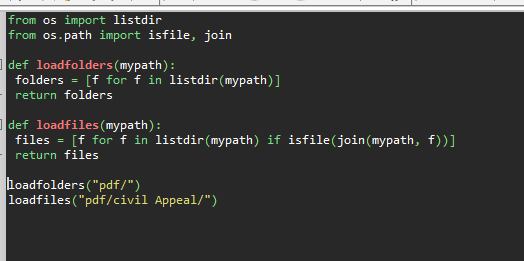 from os import listdir
from os.path import isfile, join
def loadfolders(mypath):
 folders = [f for f in listdir(mypath)]
 return folders
def loadfiles(mypath):
 files = [f for f in listdir(mypath) if isfile(join(mypath, f))]
 return files
loadfolders("pdf/")
loadfiles("pdf/civil Appeal/")